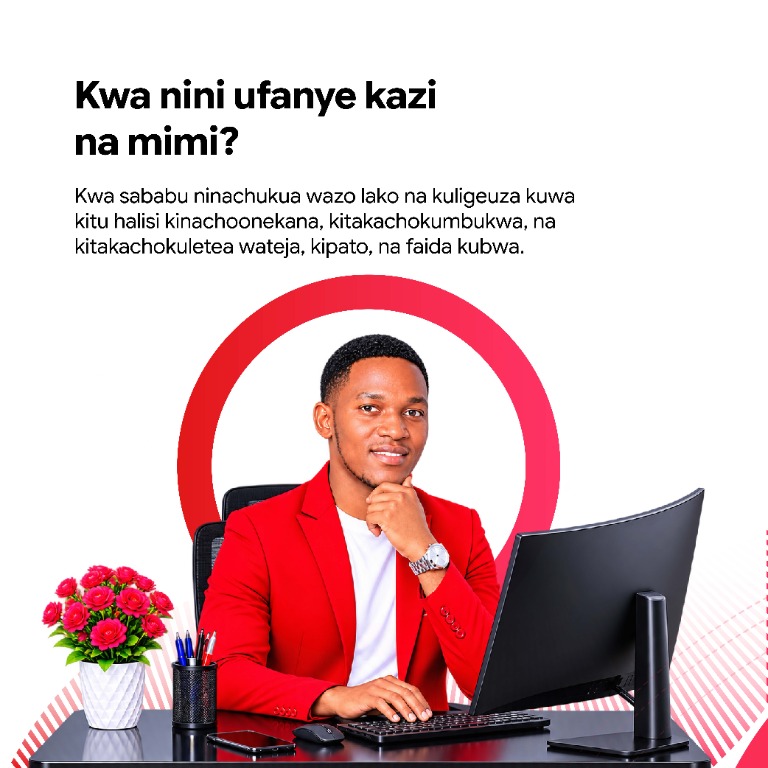 Kwa nini ufanye kazi
na mimi?
Kwa sababu ninachukua wazo lako na kuligeuza kuwa
kitu halisi kinachoonekana, kitakachokumbukwa, na
kitakachokuletea wateja, kipato, na faida kubwa.